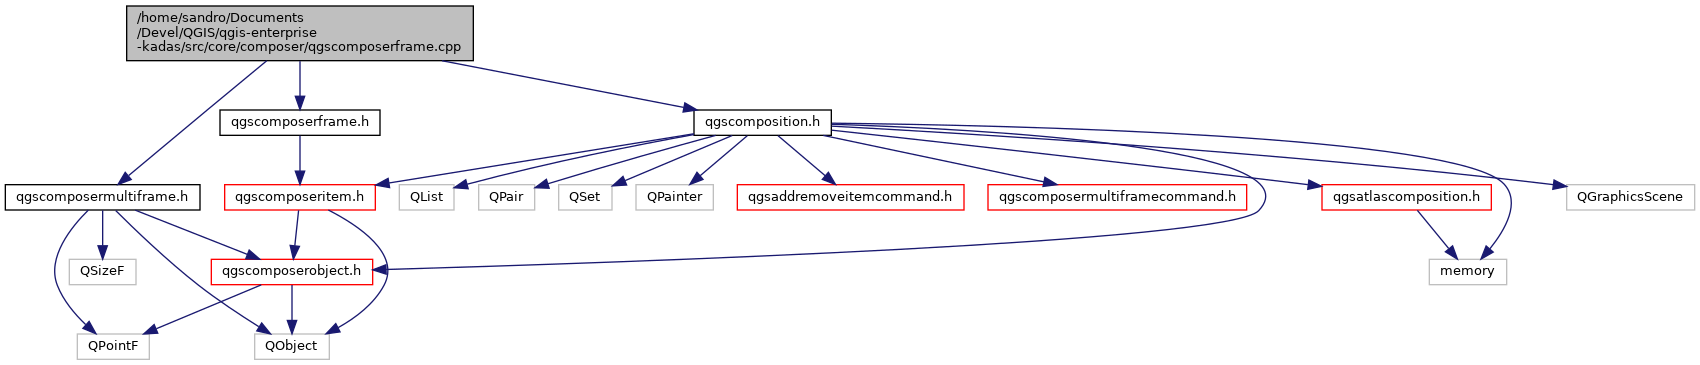 /home/sandro/Documents
/Devel/QGIS/qgis-enterprise
-kadas/src/core/composer/qgscomposerframe.cpp
qgscomposerframe.h
qgscomposition.h
qgscomposermultiframe.h
qgscomposeritem.h
QList
QPair
QSet
QPainter
qgsaddremoveitemcommand.h
qgscomposermultiframecommand.h
qgsatlascomposition.h
QGraphicsScene
QSizeF
qgscomposerobject.h
memory
QPointF
QObject